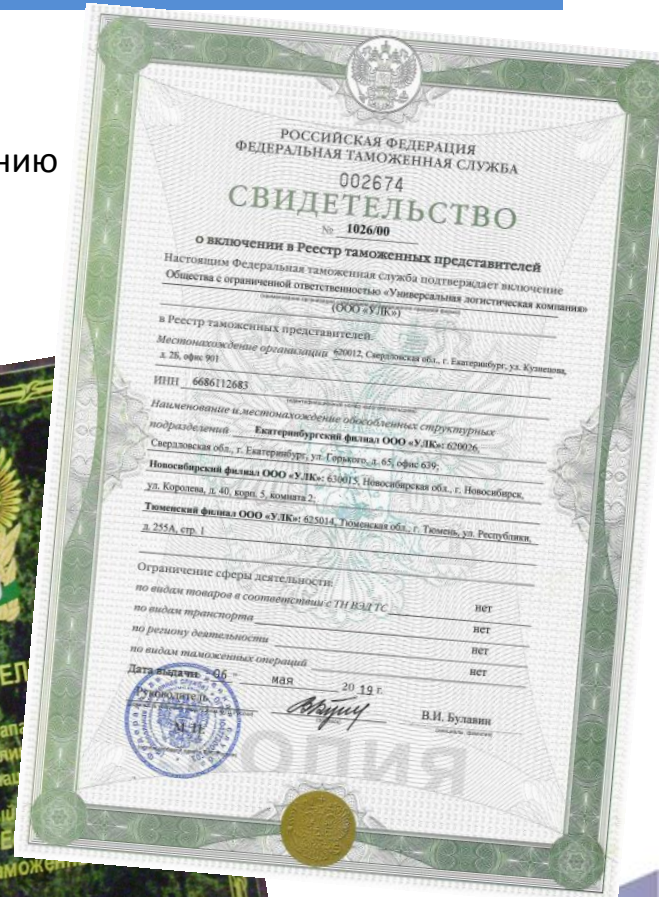 нию
РОССИЙСКАЯ ФЕДЕРАЦИЯ
ФЕДЕРАЛЬНАЯ ТАМОЖЕННАЯ СЛУЖБА
002674
СВИДЕТЕЛЬСТВО
№ 1026/00
о включении в Реестр таможенных представителей
Настоящим Федеральная таможенная служба подтверждает включение
Общества с ограниченной ответственностью «Универсальная логистическая компания»
(ООО «УЛК»)
в Реестр таможенных представителей.
Местонахождение организации 620012, Свердловская обл., г. Екатеринбург, ул. Кузнецова,
д. 2Б, офис 901
ИНН 6686112683
Наименование и местонахождение обособленных структурных
подразделений Екатеринбургский филиал ООО «УЛК»: 620026,
Свердловская обл., г. Екатеринбург, ул. Горького, д. 65, офис 639;
Новосибирский филиал ООО «УЛК»: 630015, Новосибирская обл., г. Новосибирск,
ул. Королева, д. 40, корп. 5, комната 2;
Тюменский филиал ООО «УЛК»: 625014, Тюменская обл., г. Тюмень, ул. Республики,
д. 255А, стр. 1
Ограничение сферы деятельности:
по видам товаров в соответствии с ТН ВЭД ТС нет
по видам транспорта нет
по региону деятельности нет
по видам таможенных операций нет
Дата выдачи 06 мая 20 19 г.
Руководитель В.И. Булавин
М.П.
КОПИЯ